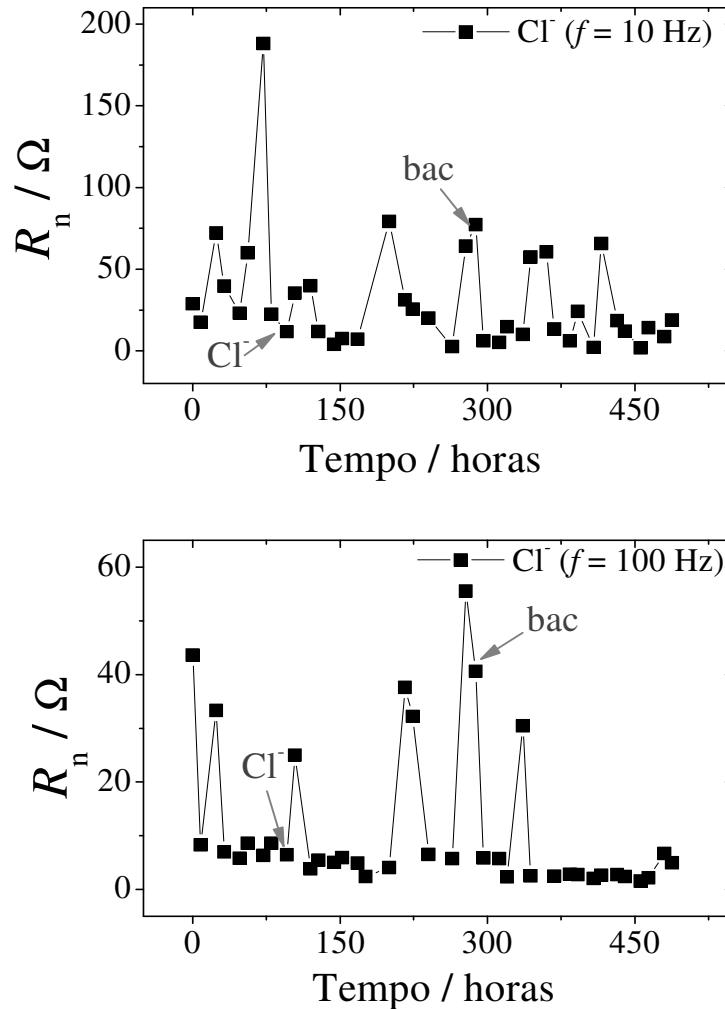 200
150
100
50
0
R_n / Ω
Cl⁻ (f = 10 Hz)
bac
Cl⁻
0 150 300 450
Tempo / horas
60
40
20
0
R_n / Ω
Cl⁻ (f = 100 Hz)
bac
Cl⁻
0 150 300 450
Tempo / horas